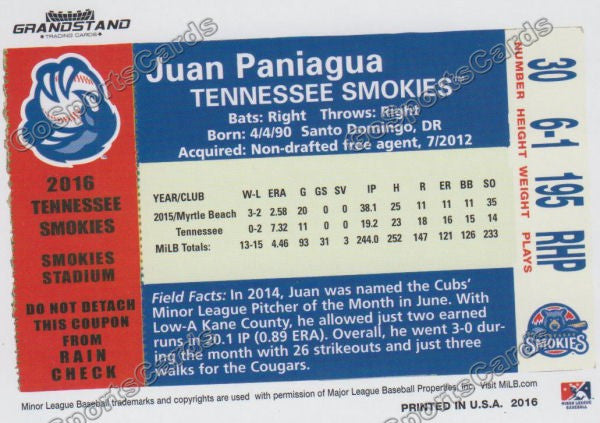 GRANDSTAND
TRADING CARDS
Juan Paniagua
TENNESSEE SMOKIES™
Bats: Right Throws: Right
Born: 4/4/90 Santo Domingo, DR
Acquired: Non-drafted free agent, 7/2012
2016
TENNESSEE
SMOKIES
SMOKIES
STADIUM
DO NOT DETACH
THIS COUPON
FROM
RAIN
CHECK
YEAR/CLUB W-L ERA G GS SV IP H R ER BB SO
2015/Myrtle Beach 3-2 2.58 20 0 0 38.1 25 11 11 11 35
Tennessee 0-2 7.32 11 0 0 19.2 23 18 16 15 14
MiLB Totals: 13-15 4.46 93 31 3 244.0 252 147 121 126 233
Field Facts: In 2014, Juan was named the Cubs'
Minor League Pitcher of the Month in June. With
Low-A Kane County, he allowed just two earned
runs in 20.1 IP (0.89 ERA). Overall, he went 3-0 dur-
ing the month with 26 strikeouts and just three
walks for the Cougars.
30 6-1 195 RHP
NUMBER HEIGHT WEIGHT PLAYS
SMOKIES
MINOR LEAGUE
BASEBALL
Minor League Baseball trademarks and copyrights are used with permission of Major League Baseball Properties, Inc. Visit MiLB.com
PRINTED IN U.S.A. 2016
GoSportsCards